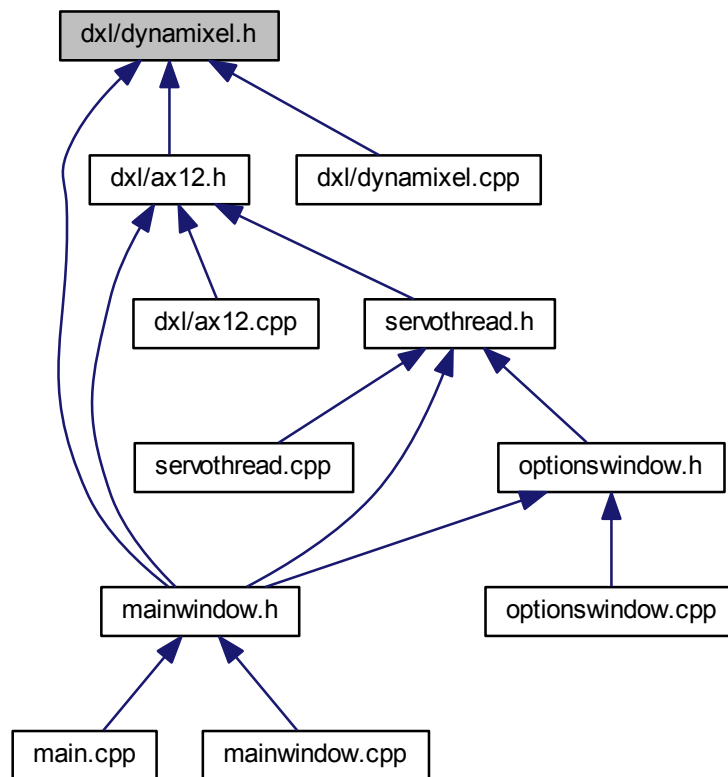 dxl/dynamixel.h
dxl/ax12.h
dxl/dynamixel.cpp
dxl/ax12.cpp
servothread.h
servothread.cpp
optionswindow.h
mainwindow.h
optionswindow.cpp
main.cpp
mainwindow.cpp